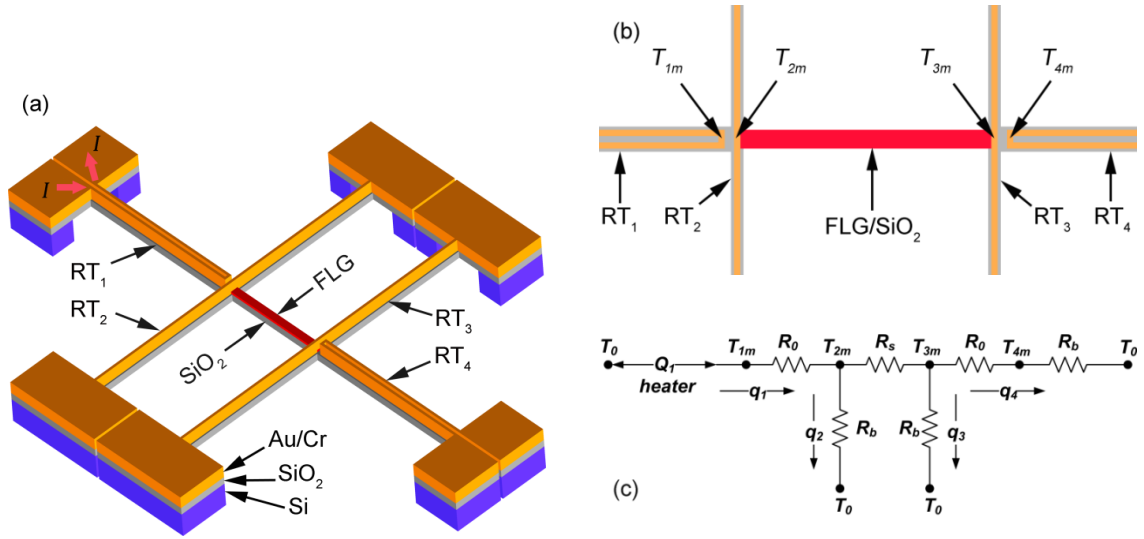 (a)
I
I
RT1
RT2
FLG
SiO2
RT3
RT4
Au/Cr
SiO2
Si
(b)
T1m
T2m
T3m
T4m
RT1
RT2
FLG/SiO2
RT3
RT4
T0 Q1 T1m R0 T2m Rs T3m R0 T4m Rb T0
heater
q1
q4
q2 Rb Rb q3
T0 T0
(c)